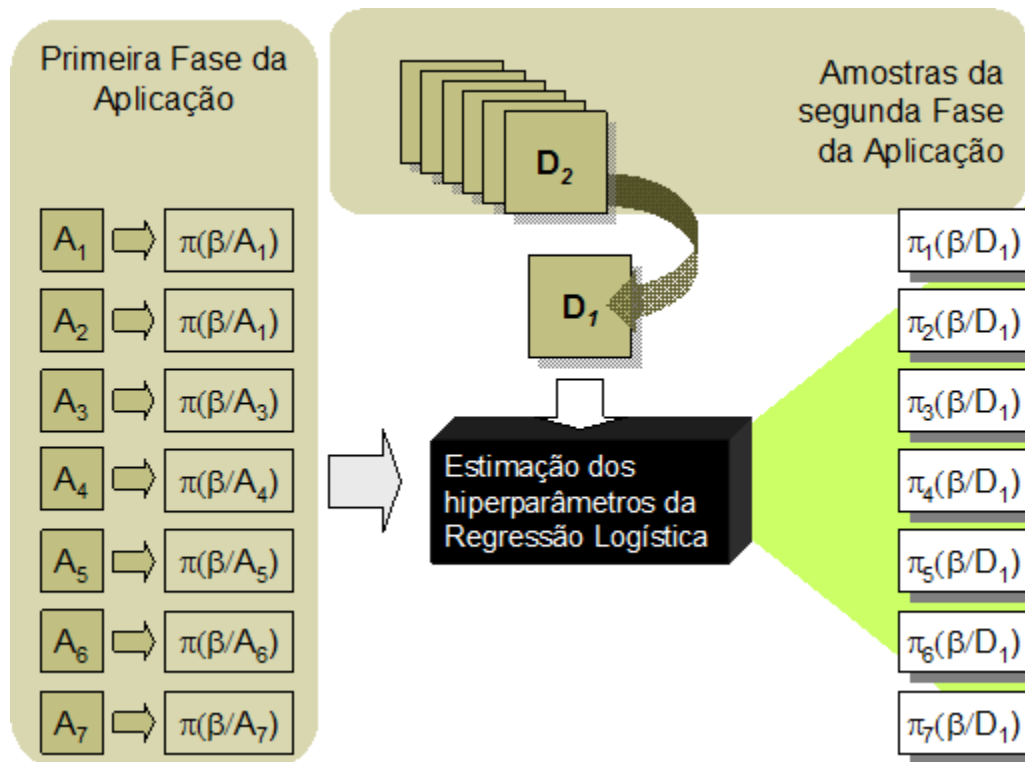 Primeira Fase da
Aplicação
Amostras da
segunda Fase
da Aplicação
D₂
D₁
A₁ π(β/A₁)
A₂ π(β/A₁)
A₃ π(β/A₃)
A₄ π(β/A₄)
A₅ π(β/A₅)
A₆ π(β/A₆)
A₇ π(β/A₇)
Estimação dos
hiperparâmetros da
Regressão Logística
π₁(β/D₁)
π₂(β/D₁)
π₃(β/D₁)
π₄(β/D₁)
π₅(β/D₁)
π₆(β/D₁)
π₇(β/D₁)